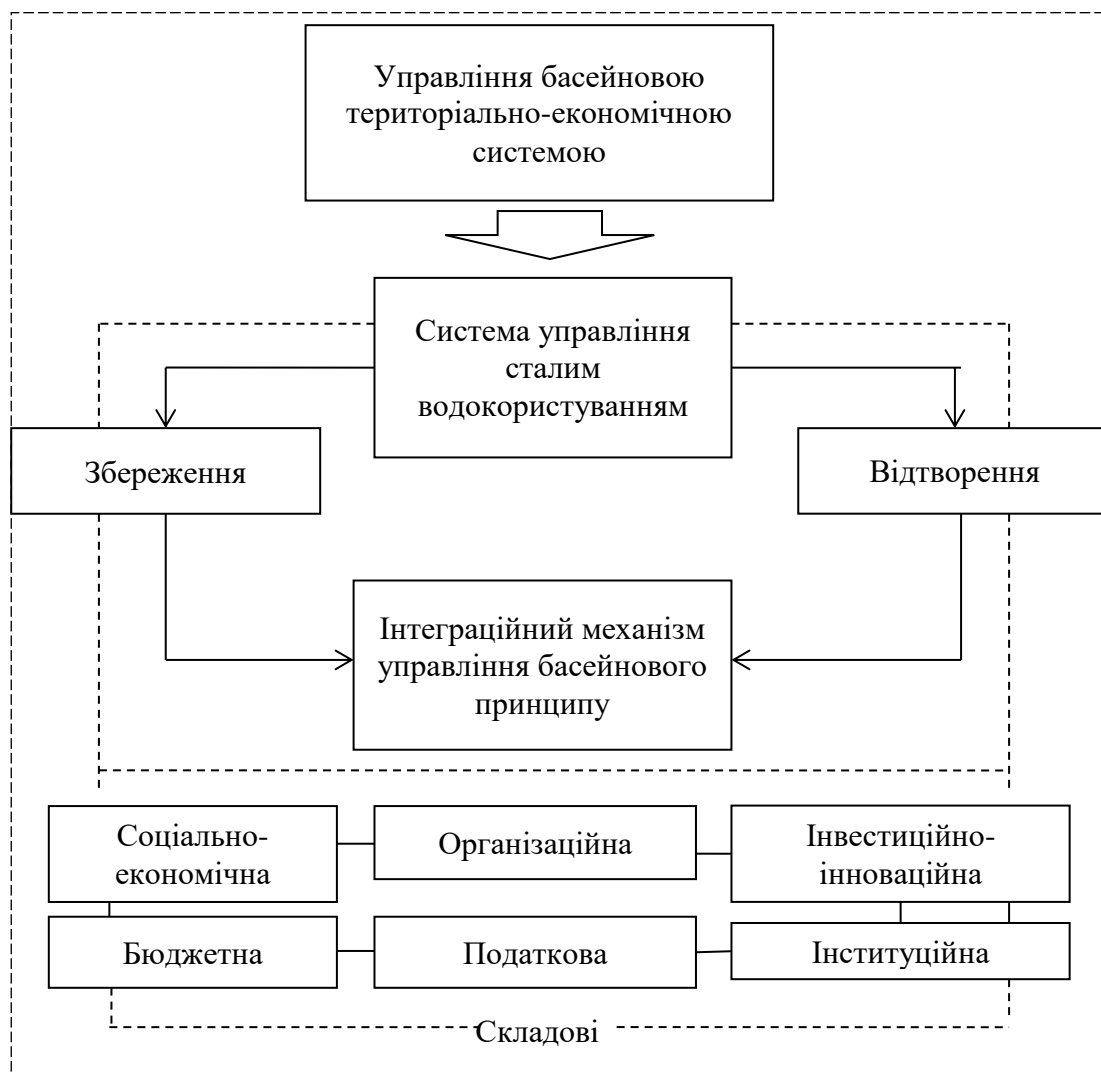 Управління басейновою
територіально-економічною
системою
Система управління
сталим
водокористуванням
Збереження
Відтворення
Інтеграційний механізм
управління басейнового
принципу
Соціально-
економічна
Організаційна
Інвестиційно-
інноваційна
Бюджетна
Податкова
Інституційна
Складові